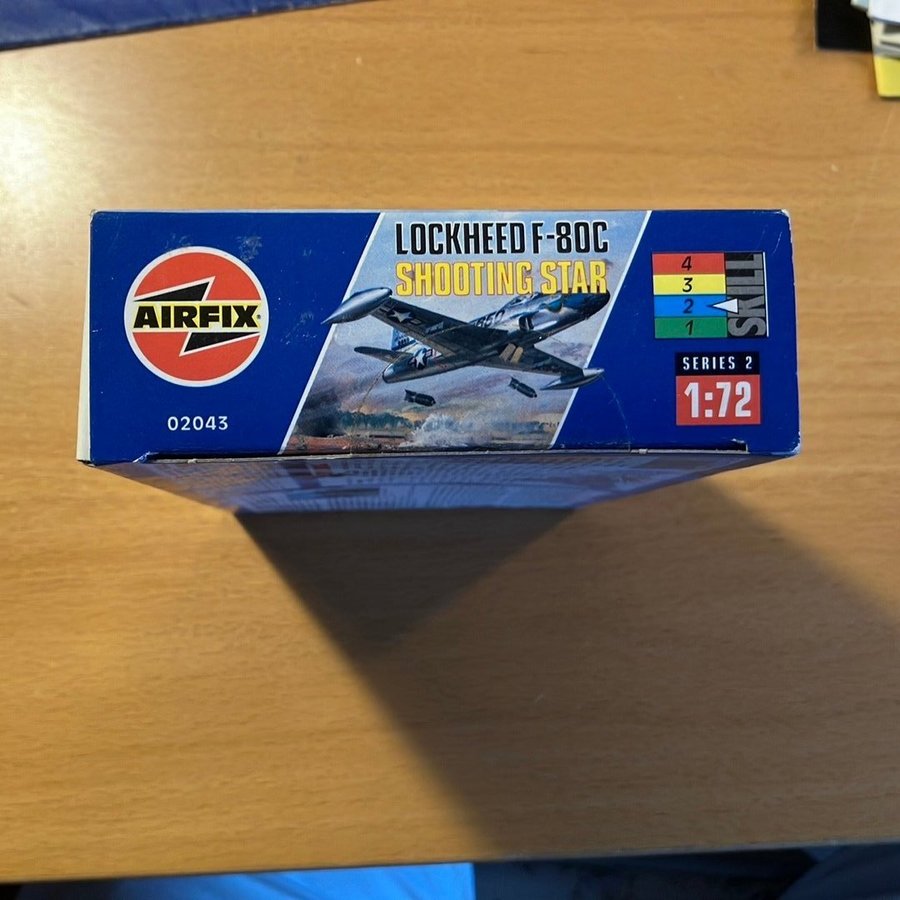 AIRFIX
02043
LOCKHEED F-80C
SHOOTING STAR
4
3
2
1
SKILL
SERIES 2
1:72